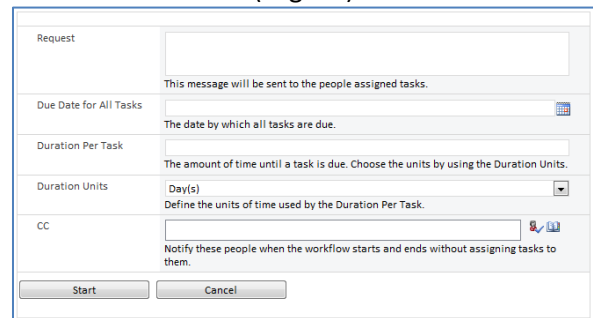 Request
This message will be sent to the people assigned tasks.
Due Date for All Tasks
The date by which all tasks are due.
Duration Per Task
The amount of time until a task is due. Choose the units by using the Duration Units.
Duration Units
Day(s)
Define the units of time used by the Duration Per Task.
CC
Notify these people when the workflow starts and ends without assigning tasks to
them.
Start Cancel